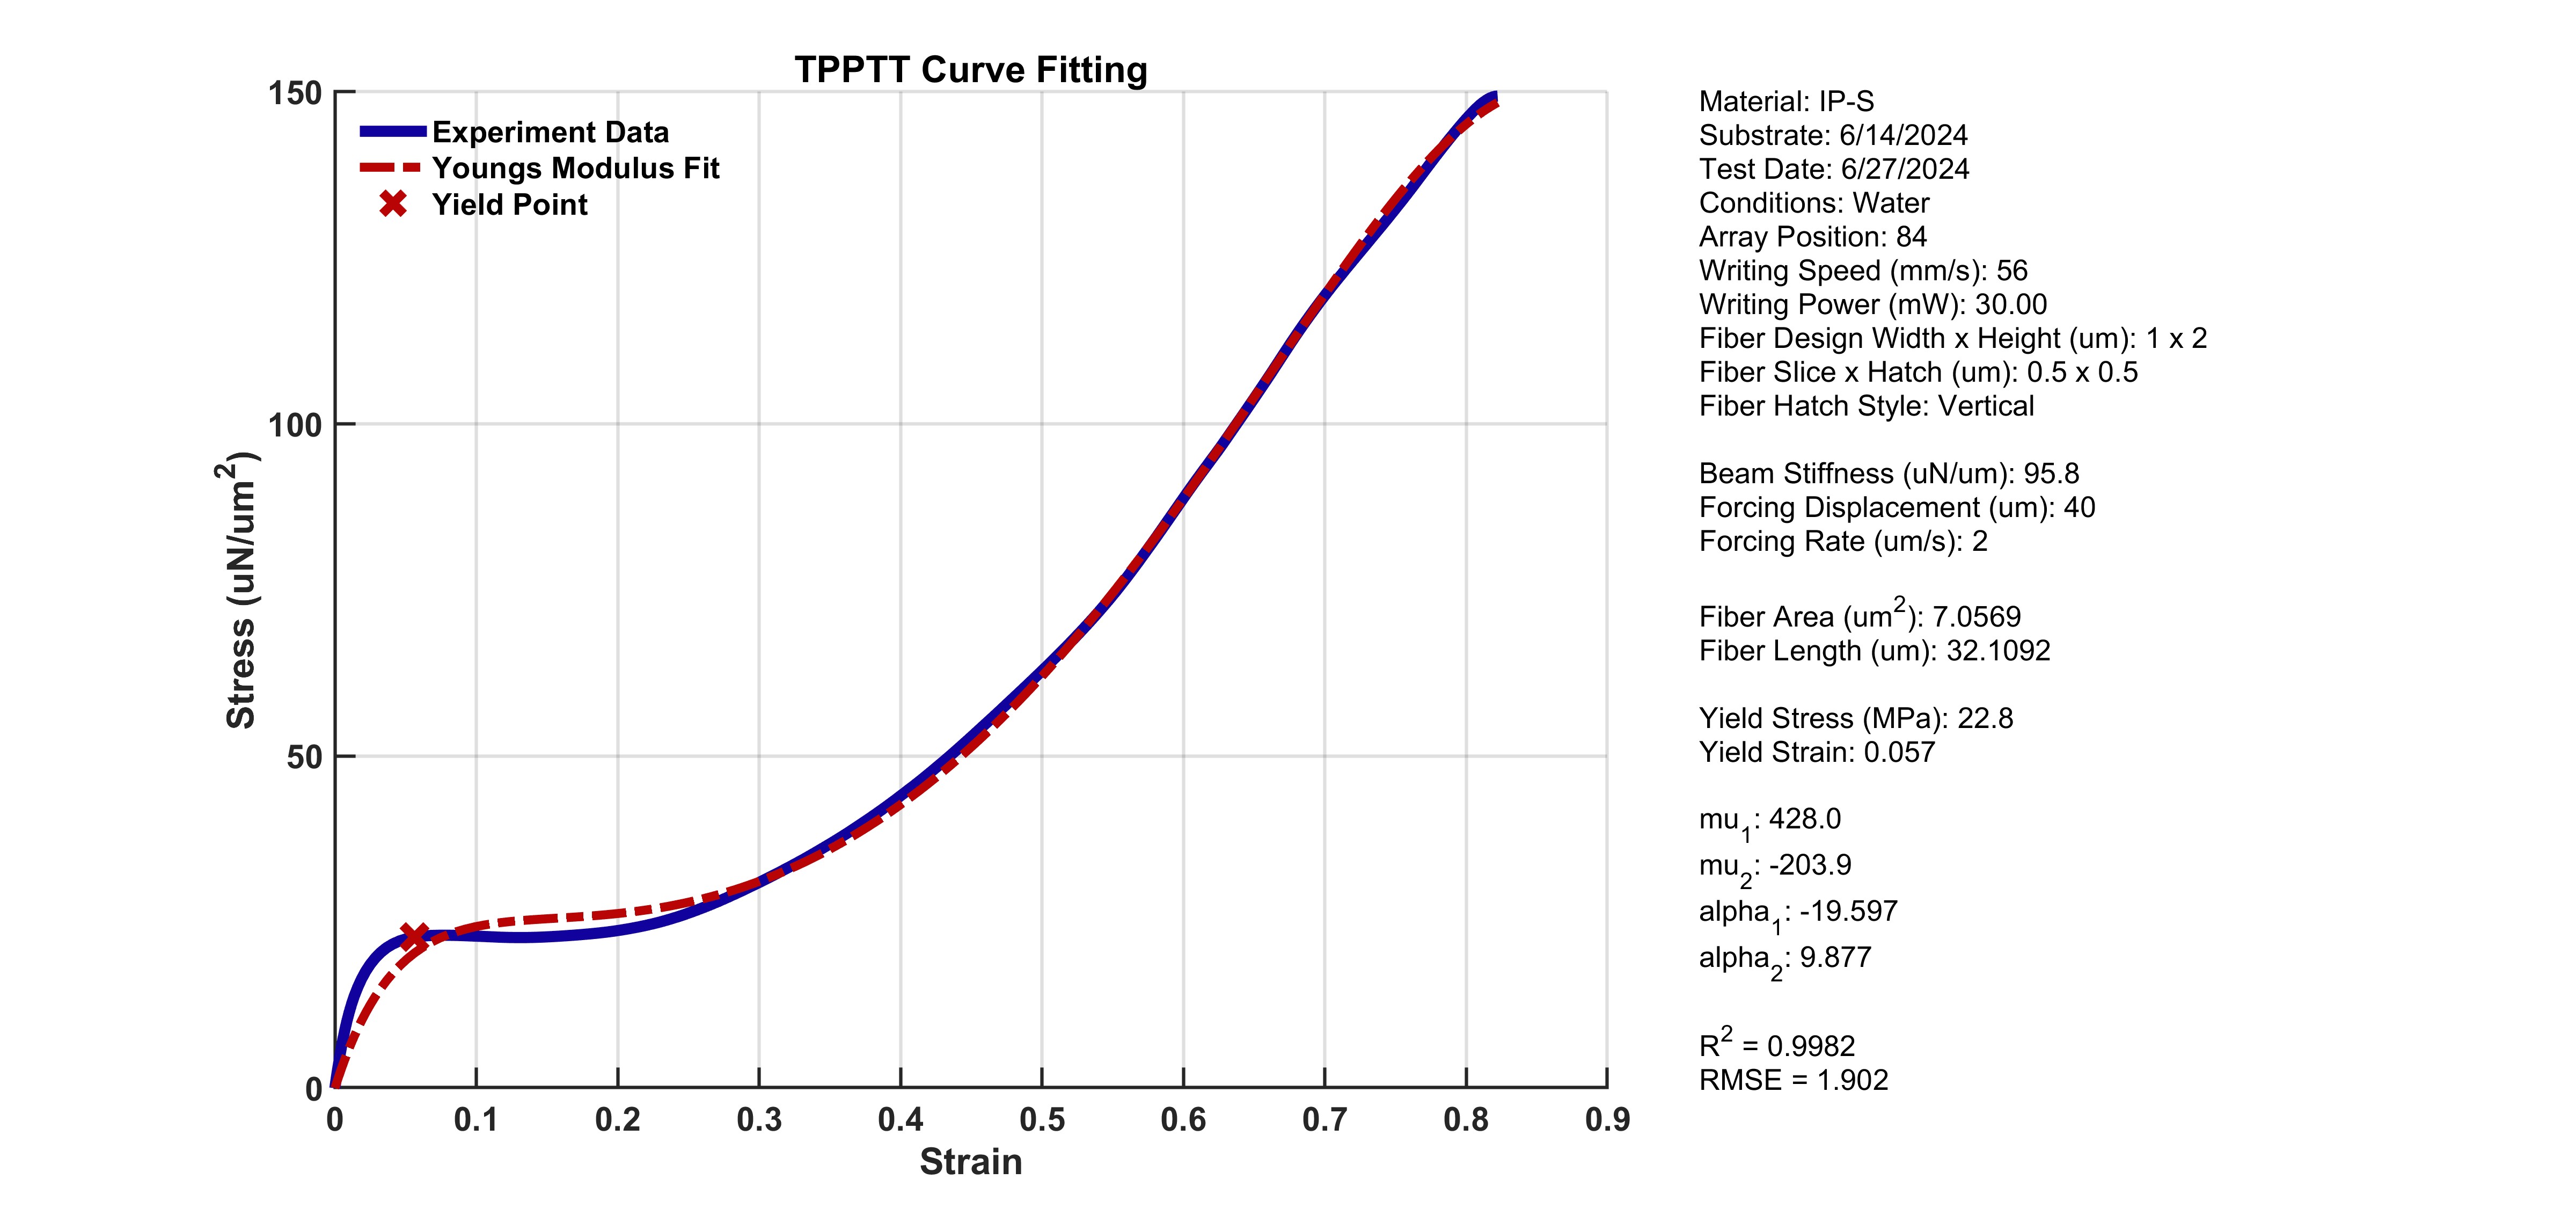 TPPTT Curve Fitting
150
100
50
0
Stress (uN/um²)
Experiment Data
Youngs Modulus Fit
Yield Point
0 0.1 0.2 0.3 0.4 0.5 0.6 0.7 0.8 0.9
Strain
Material: IP-S
Substrate: 6/14/2024
Test Date: 6/27/2024
Conditions: Water
Array Position: 84
Writing Speed (mm/s): 56
Writing Power (mW): 30.00
Fiber Design Width x Height (um): 1 x 2
Fiber Slice x Hatch (um): 0.5 x 0.5
Fiber Hatch Style: Vertical
Beam Stiffness (uN/um): 95.8
Forcing Displacement (um): 40
Forcing Rate (um/s): 2
Fiber Area (um²): 7.0569
Fiber Length (um): 32.1092
Yield Stress (MPa): 22.8
Yield Strain: 0.057
mu₁: 428.0
mu₂: -203.9
alpha₁: -19.597
alpha₂: 9.877
R² = 0.9982
RMSE = 1.902